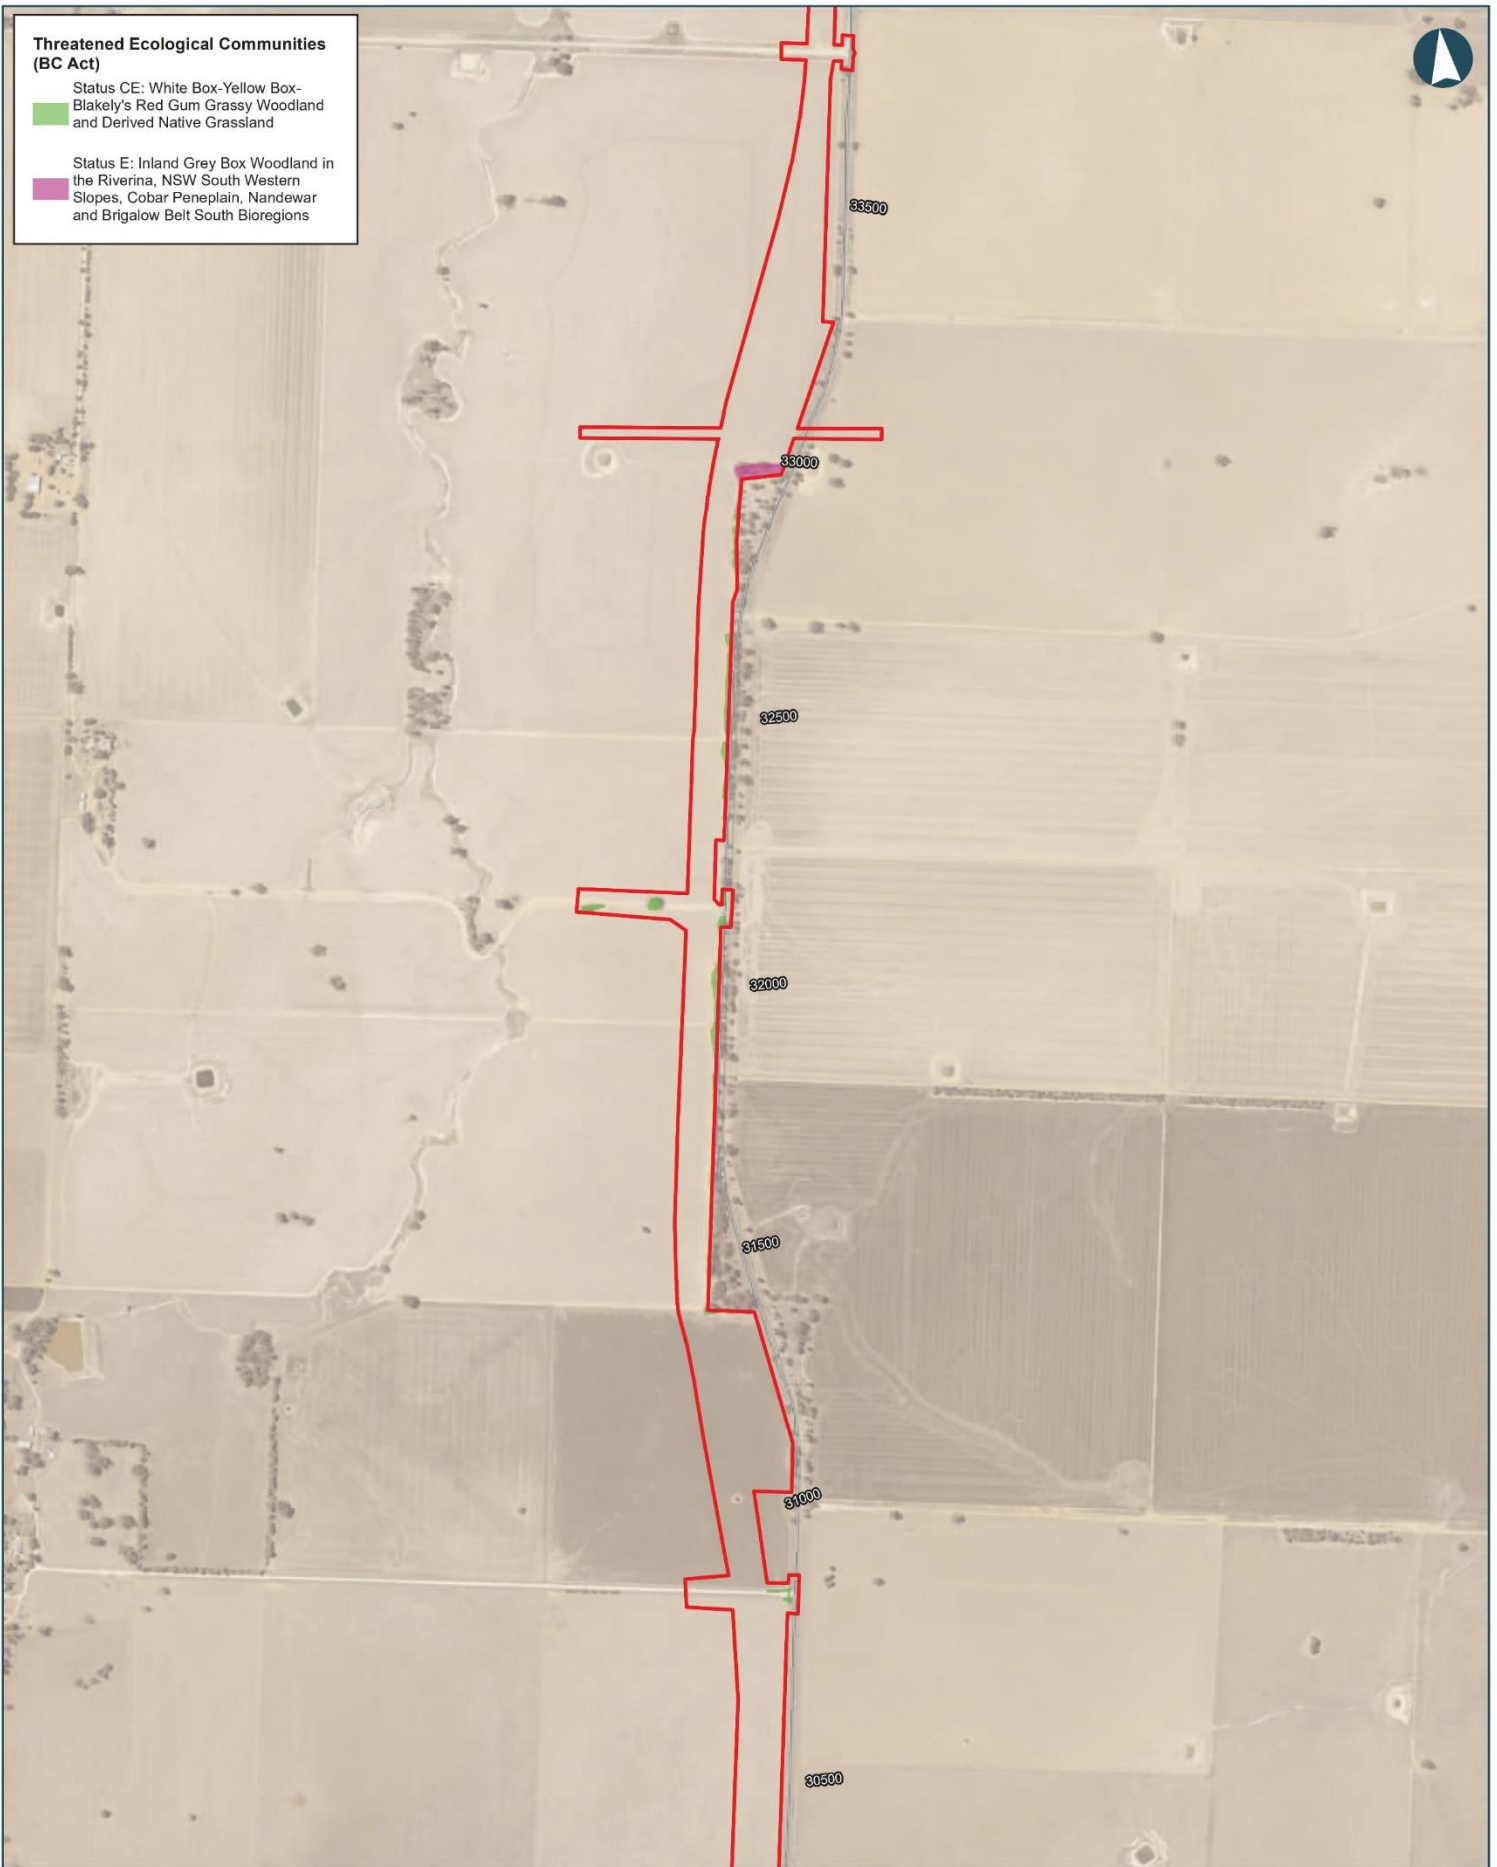 Threatened Ecological Communities
(BC Act)
Status CE: White Box-Yellow Box-
Blakely's Red Gum Grassy Woodland
and Derived Native Grassland
Status E: Inland Grey Box Woodland in
the Riverina, NSW South Western
Slopes, Cobar Peneplain, Nandewar
and Brigalow Belt South Bioregions
33500
33000
32500
32000
31500
31000
30500